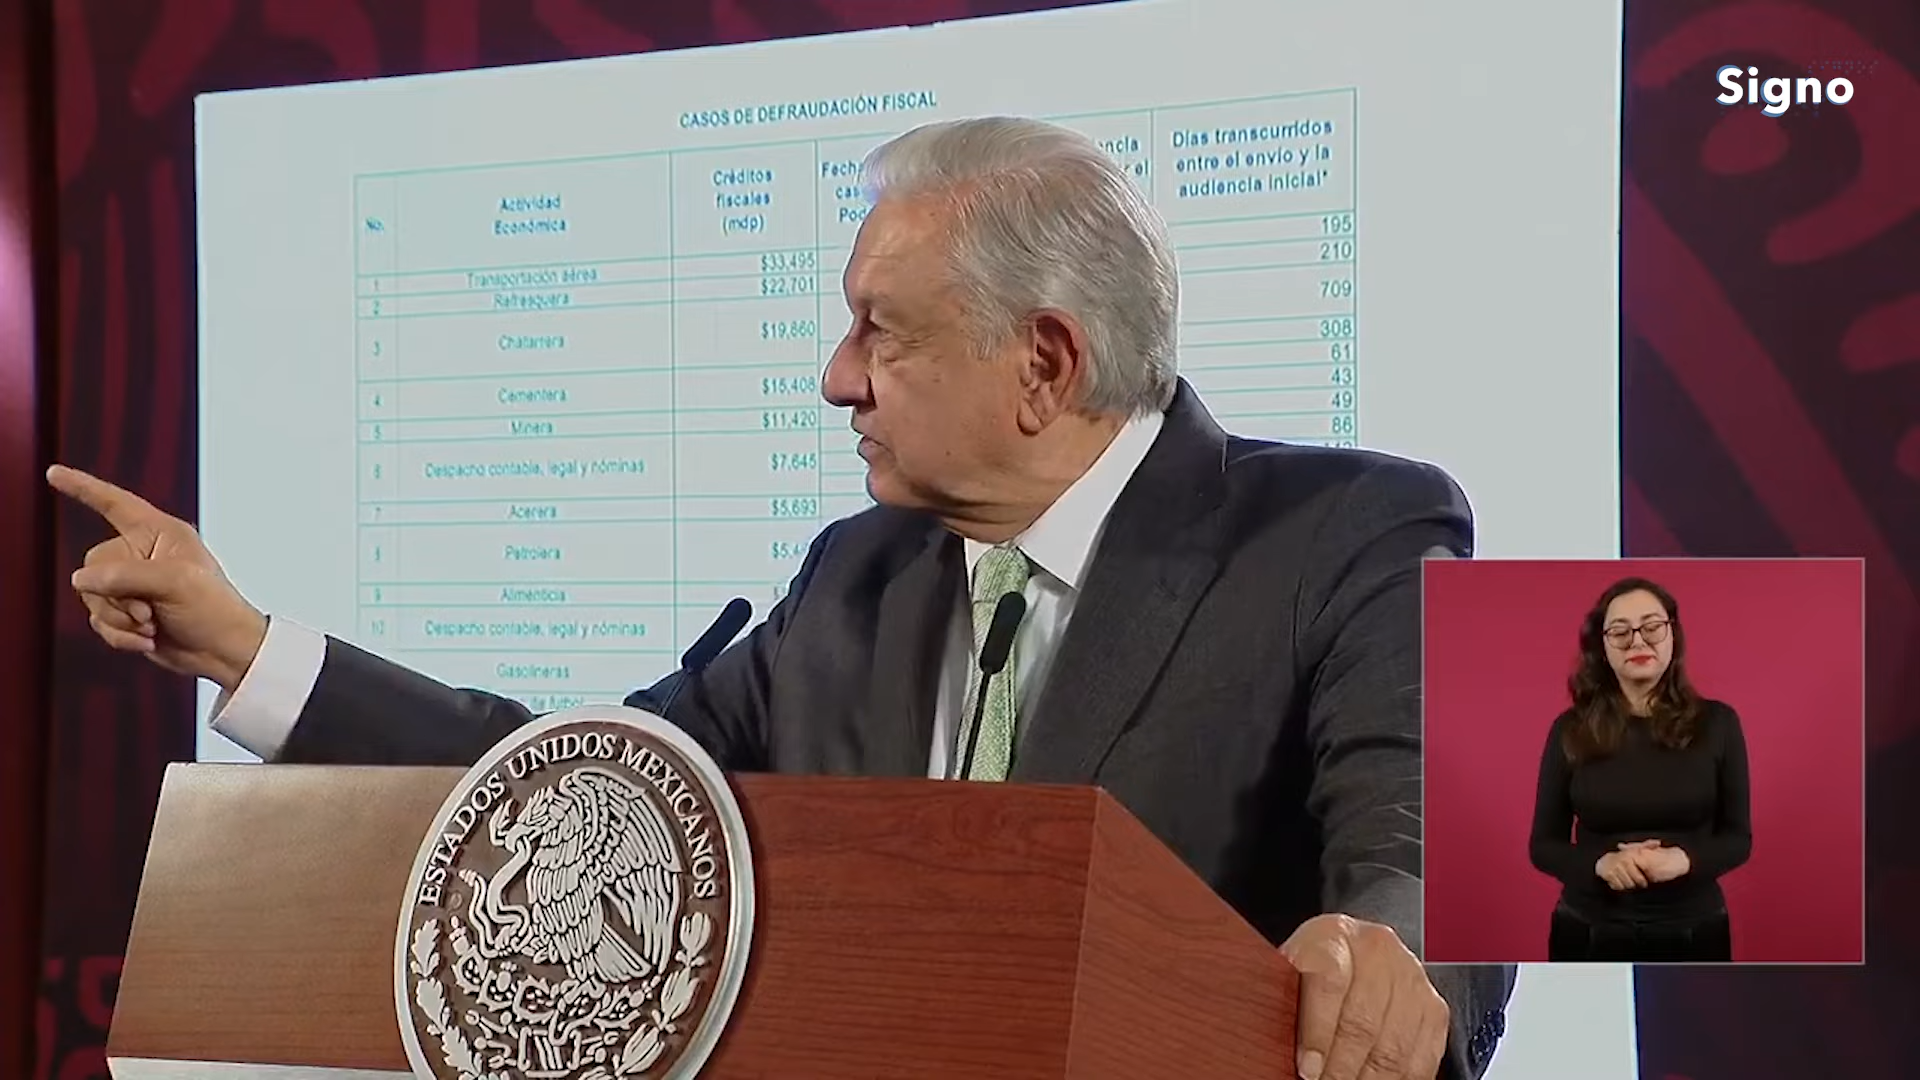 Signo
CASOS DE DEFRAUDACIÓN FISCAL
No.
Actividad
Económica
Créditos
fiscales
(mdp)
Días transcurridos
entre el envío y la
audiencia inicial*
1 Transportación aérea $33,495 195
2 Refresquera $22,701 210
3 Chatarrera $19,860 709
4 Cementera $15,408 308
5 Minera $11,420 61
6 Despacho contable, legal y nóminas $7,645 43
7 Acerera $5,693 49
8 Petrolera 86
9 Alimenticia
10 Despacho contable, legal y nóminas
Gasolineras
ESTADOS UNIDOS MEXICANOS